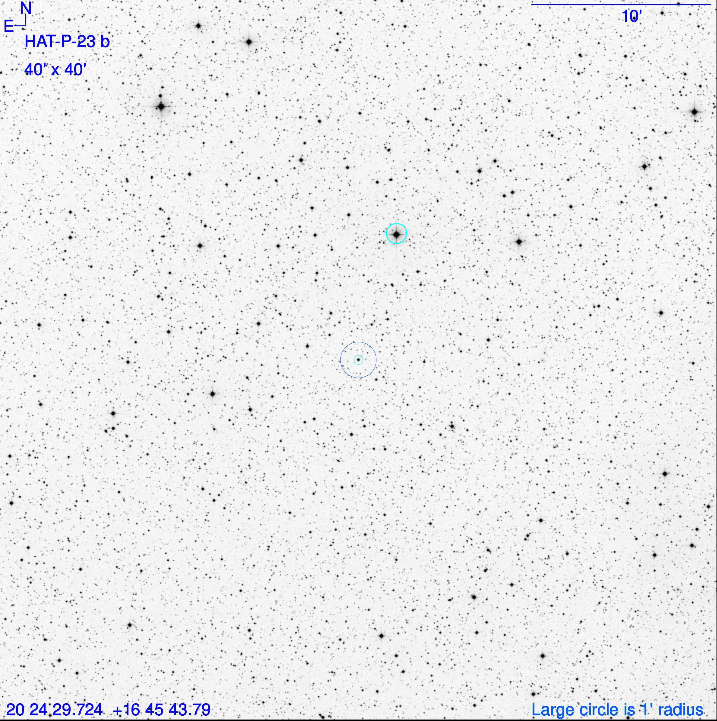 N
E
10'
HAT-P-23 b
40' x 40'
20 24 29.724 +16 45 43.79
Large circle is 1' radius